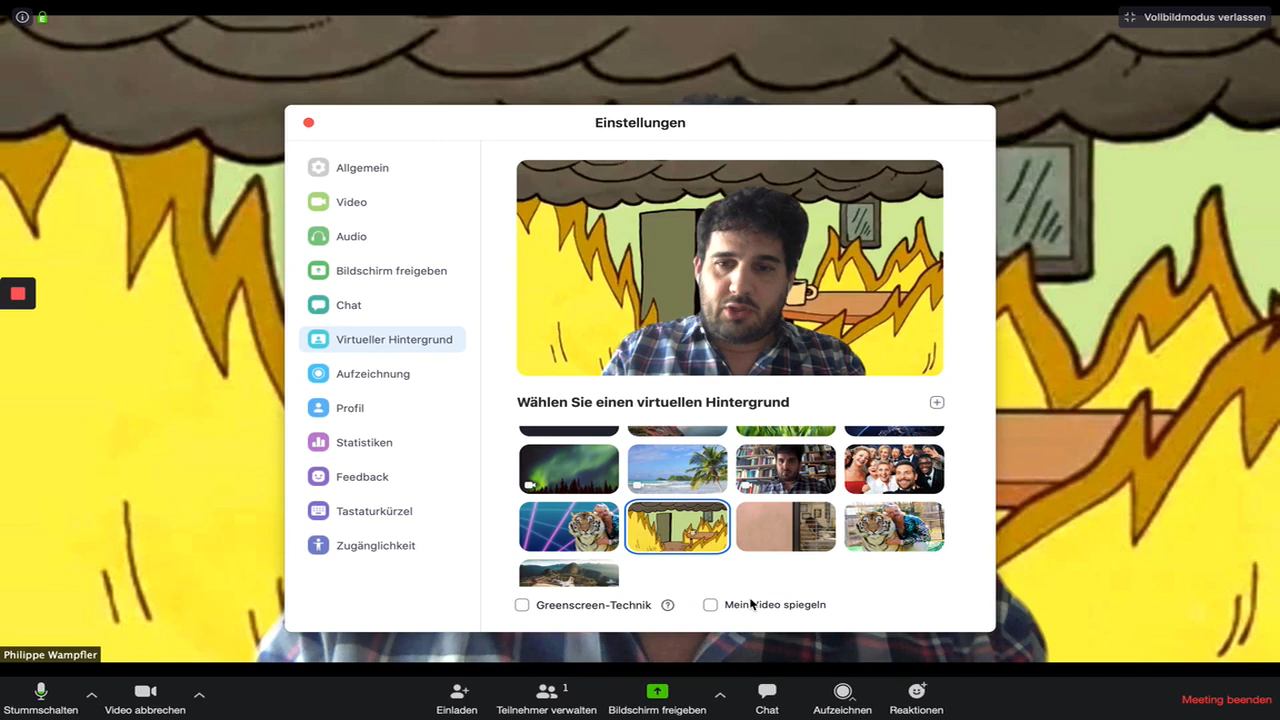 Vollbildmodus verlassen
Einstellungen
Allgemein
Video
Audio
Bildschirm freigeben
Chat
Virtueller Hintergrund
Aufzeichnung
Profil
Statistiken
Feedback
Tastaturkürzel
Zugänglichkeit
Wählen Sie einen virtuellen Hintergrund
Greenscreen-Technik ?
Mein Video spiegeln
Philippe Wampfler
Stummschalten
Video abbrechen
Einladen
1
Teilnehmer verwalten
Bildschirm freigeben
Chat
Aufzeichnen
Reaktionen
Meeting beenden